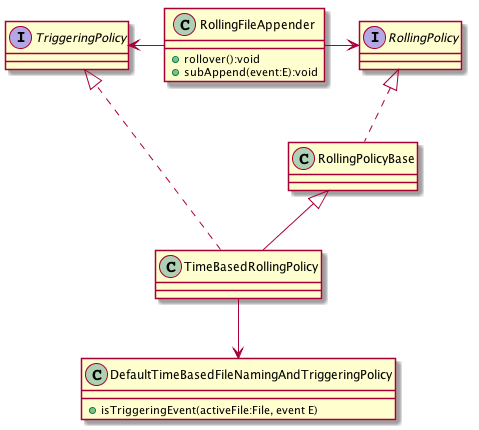 I TriggeringPolicy
C RollingFileAppender
rollover():void
subAppend(event:E):void
I RollingPolicy
C RollingPolicyBase
C TimeBasedRollingPolicy
C DefaultTimeBasedFileNamingAndTriggeringPolicy
isTriggeringEvent(activeFile:File, event E)